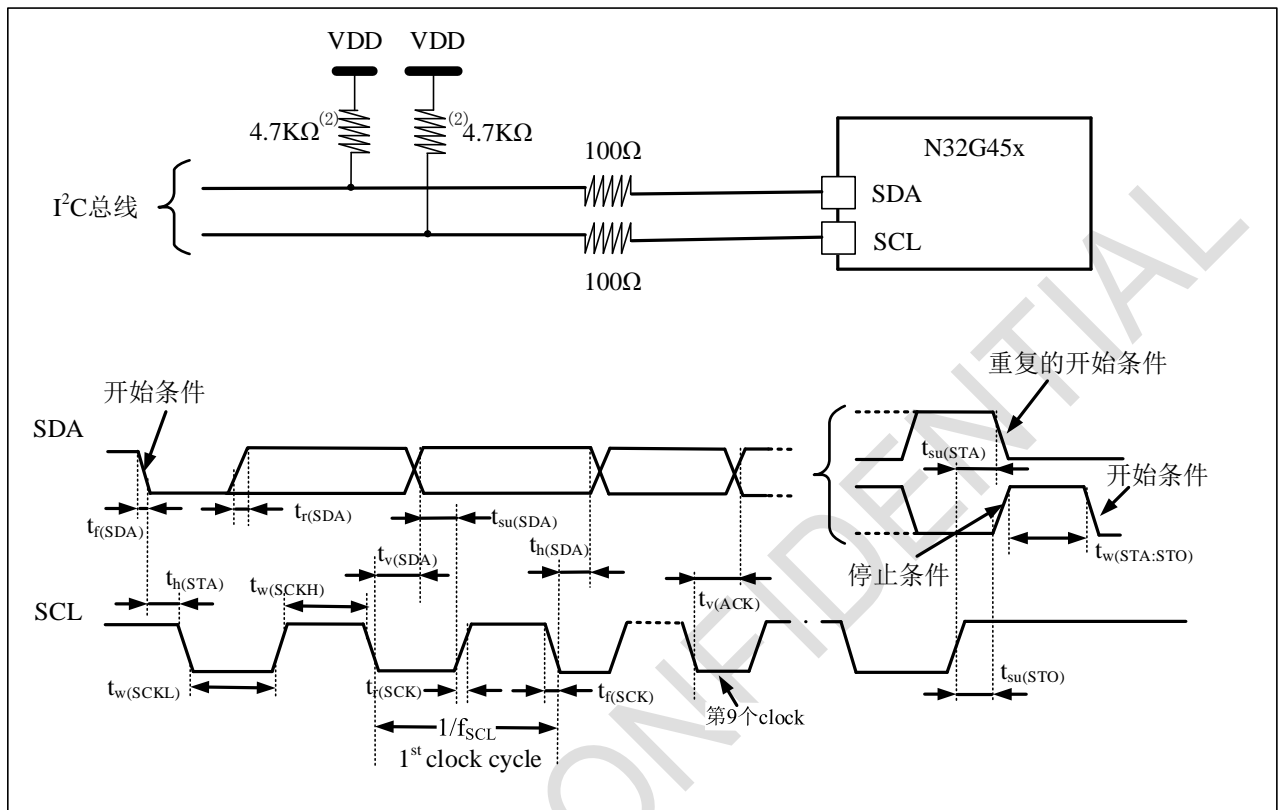 VDD VDD
4.7KΩ(2) (2)4.7KΩ
100Ω
N32G45x
I²C总线
SDA
SCL
100Ω
开始条件
重复的开始条件
SDA
tsu(STA)
开始条件
tf(SDA)
tr(SDA)
tsu(SDA)
tv(SDA)
th(SDA)
tw(STA:STO)
停止条件
th(STA)
tw(SCKH)
tv(ACK)
SCL
tw(SCKL)
tr(SCK)
tf(SCK)
tsu(STO)
第9个clock
1/fSCL
1st clock cycle
CONFIDENTIAL